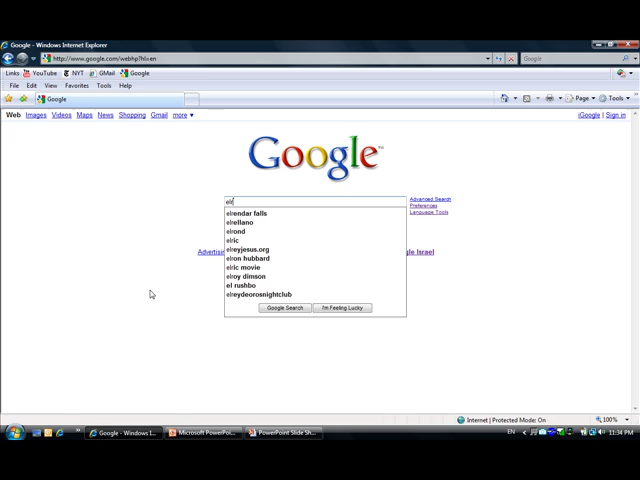 Google - Windows Internet Explorer
http://www.google.com/webhp?hl=en
Google
Links YouTube NYT GMail Google
File Edit View Favorites Tools Help
Google
Page Tools
Web Images Videos Maps News Shopping Gmail more ▼
iGoogle | Sign in
Google™
elr
Advanced Search
Preferences
Language Tools
elrendar falls
elrellano
elrond
elric
elreyjesus.org
elron hubbard
elric movie
elroy dimson
el rushbo
elreydeorosnightclub
Advertisi
gle Israel
Google Search
I'm Feeling Lucky
Internet | Protected Mode: On
100%
Google - Windows I...
Microsoft PowerPo...
PowerPoint Slide Sh...
EN
11:34 PM